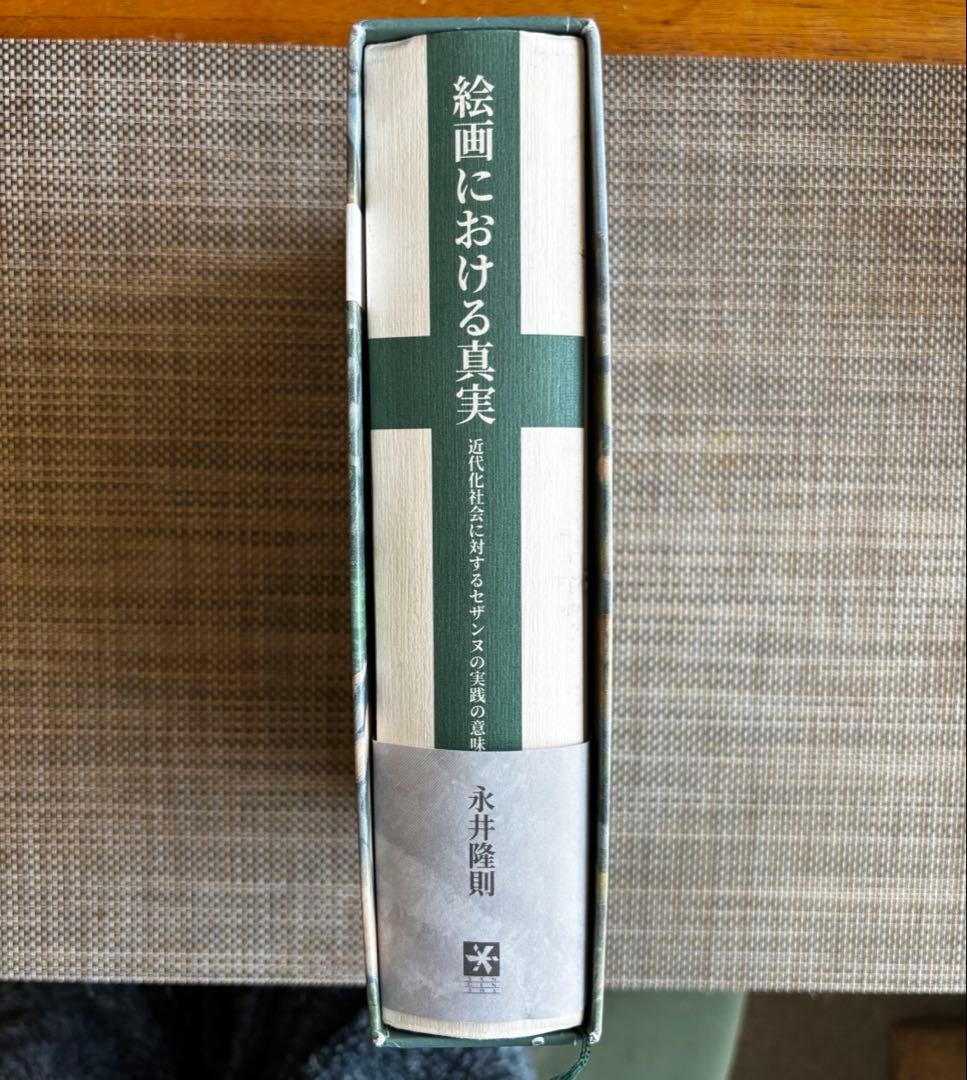 絵画における真実
近代化社会に対するセザンヌの実践の意味
永井隆則